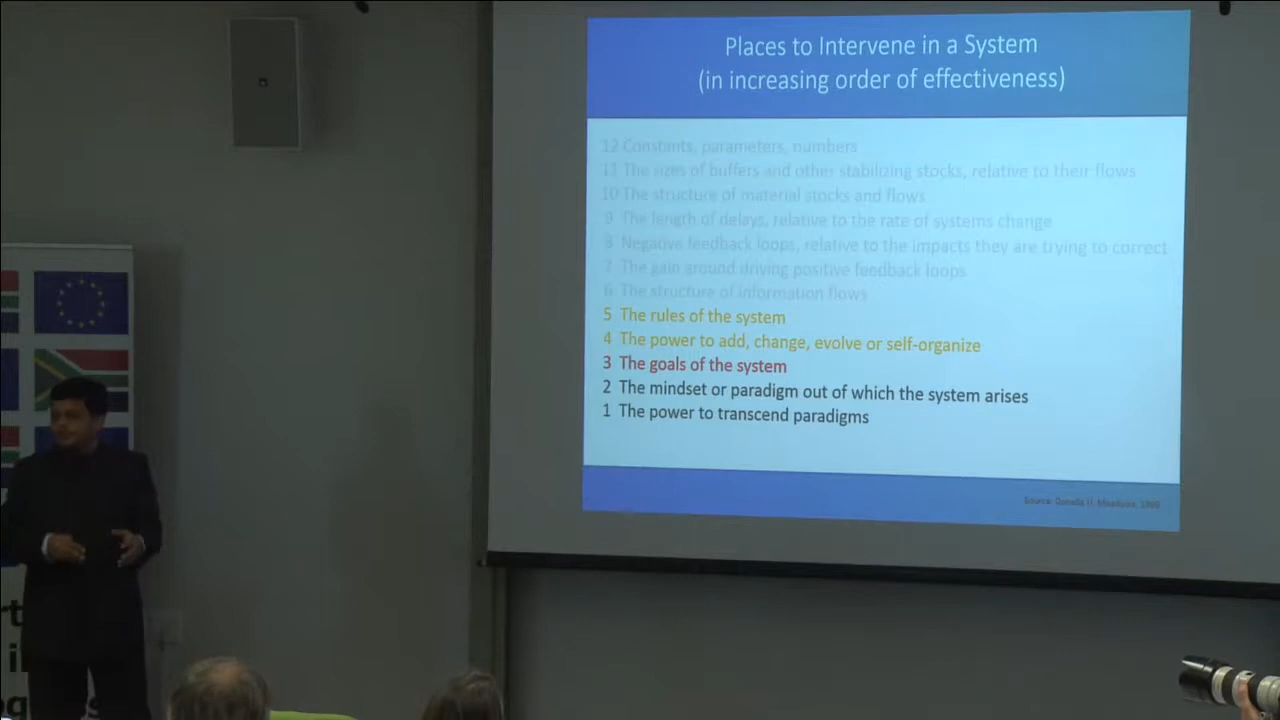 Places to Intervene in a System
(in increasing order of effectiveness)
12 Constants, parameters, numbers
11 The sizes of buffers and other stabilizing stocks, relative to their flows
10 The structure of material stocks and flows
9 The length of delays, relative to the rate of systems change
8 Negative feedback loops, relative to the impacts they are trying to correct
7 The gain around driving positive feedback loops
6 The structure of information flows
5 The rules of the system
4 The power to add, change, evolve or self-organize
3 The goals of the system
2 The mindset or paradigm out of which the system arises
1 The power to transcend paradigms
Source: Donella H. Meadows, 1999